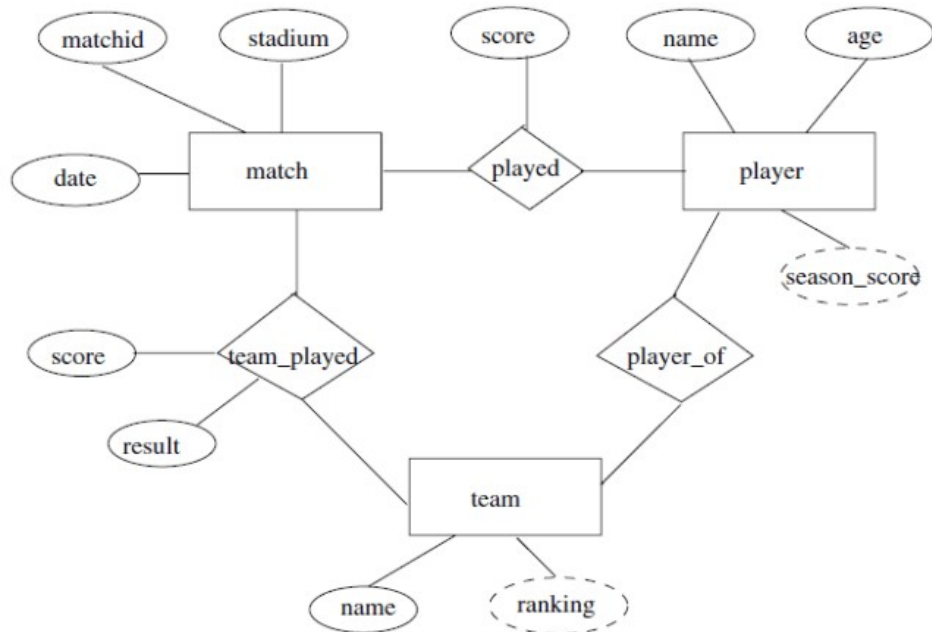 matchid
stadium
score
name
age
date
match
played
player
season_score
score
team_played
player_of
result
team
name
ranking